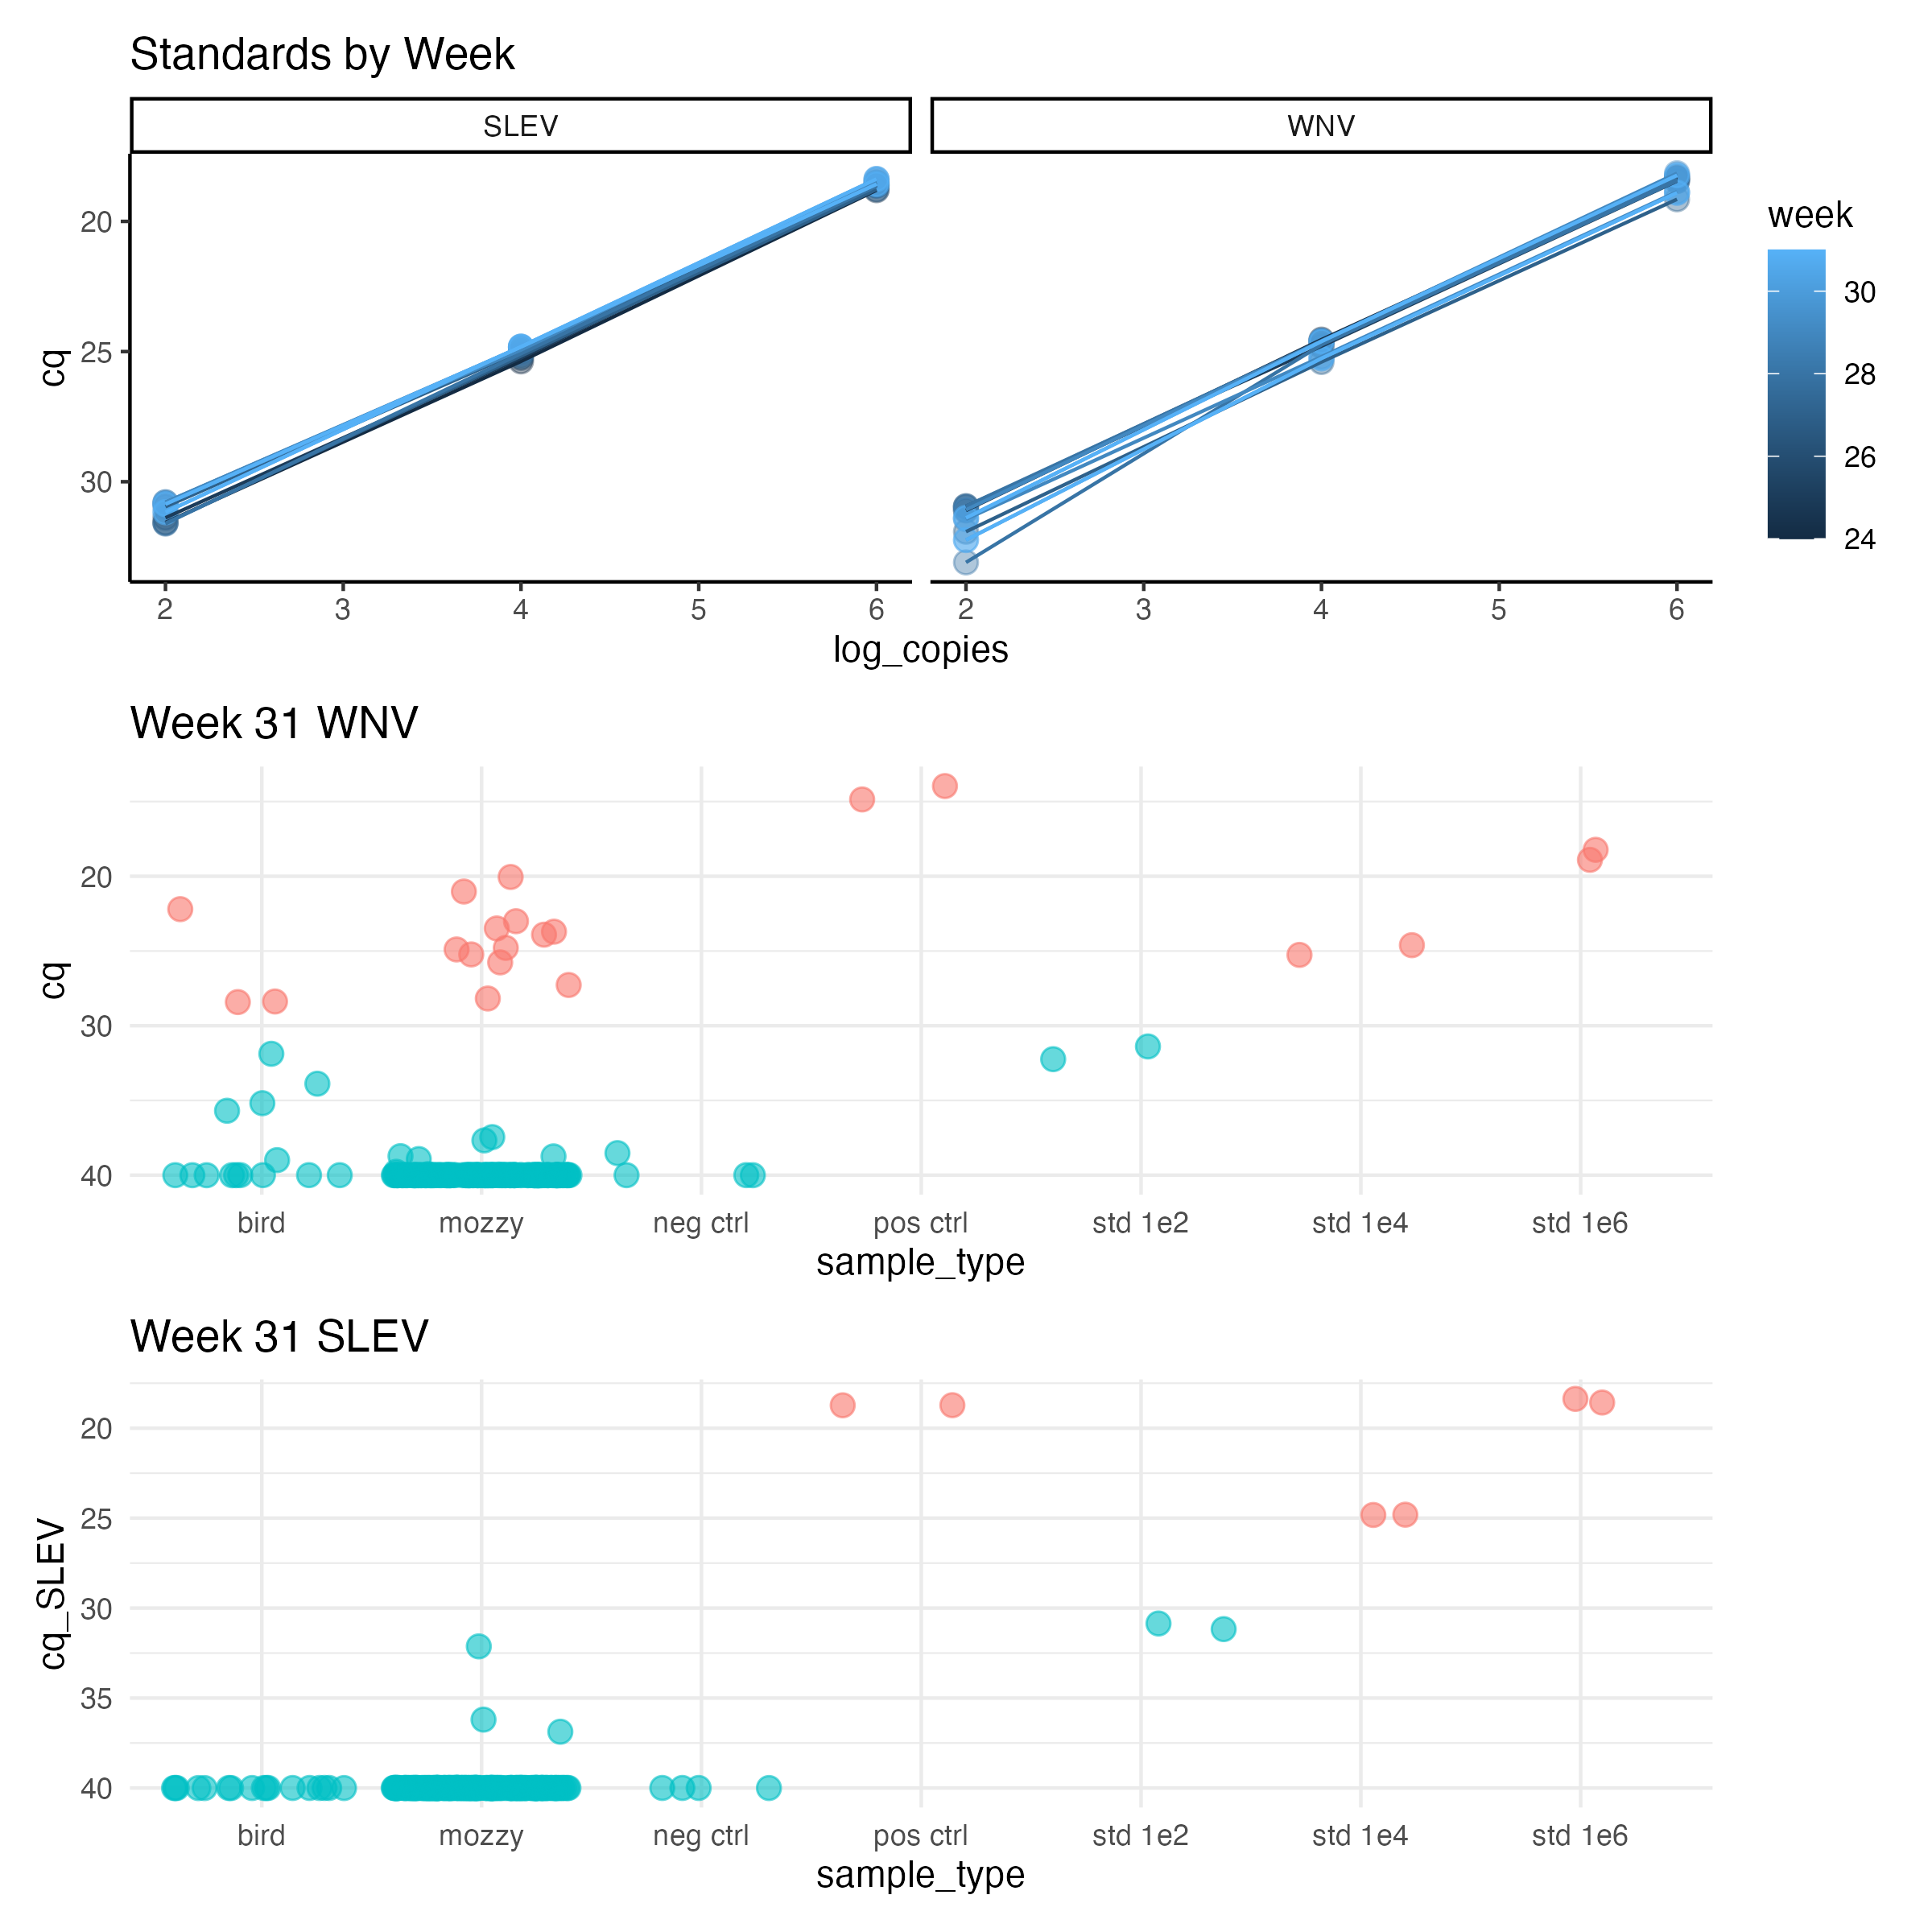 Standards by Week
SLEV
WNV
20
25
30
cq
2
3
4
5
6
2
3
4
5
6
log_copies
week
30
28
26
24
Week 31 WNV
20
30
40
cq
bird
mozzy
neg ctrl
pos ctrl
std 1e2
std 1e4
std 1e6
sample_type
Week 31 SLEV
20
25
30
35
40
cq_SLEV
bird
mozzy
neg ctrl
pos ctrl
std 1e2
std 1e4
std 1e6
sample_type